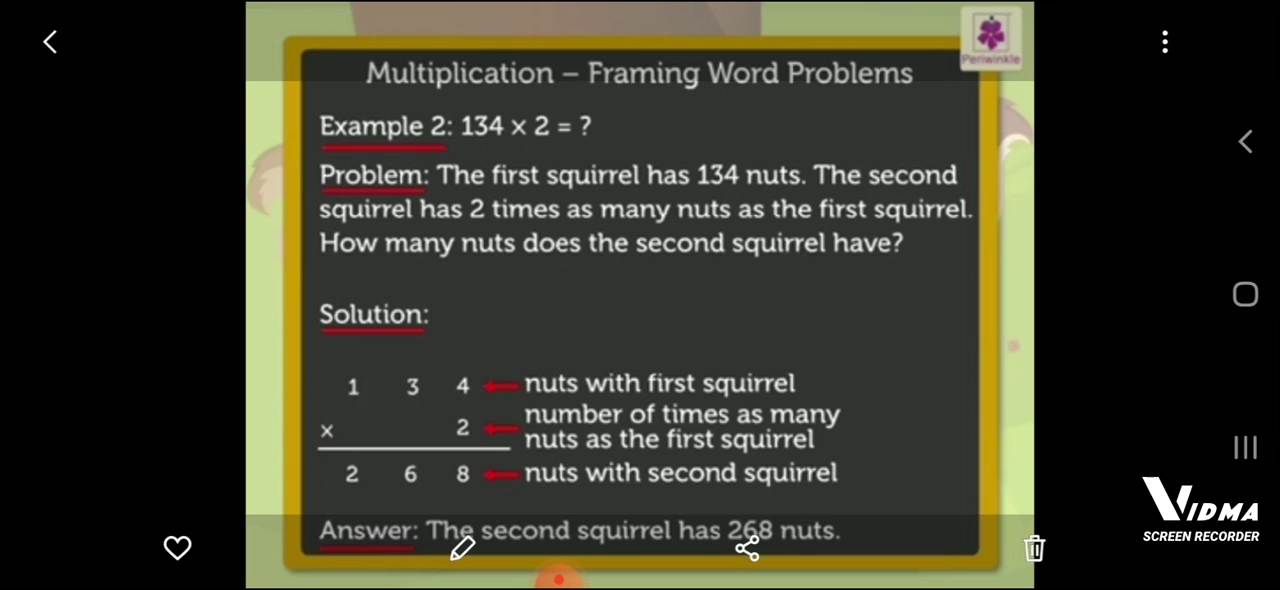 Periwinkle
Multiplication – Framing Word Problems
Example 2: 134 × 2 = ?
Problem: The first squirrel has 134 nuts. The second
squirrel has 2 times as many nuts as the first squirrel.
How many nuts does the second squirrel have?
Solution:
1 3 4 nuts with first squirrel
× 2 number of times as many
nuts as the first squirrel
2 6 8 nuts with second squirrel
Answer: The second squirrel has 268 nuts.
VIDMA
SCREEN RECORDER